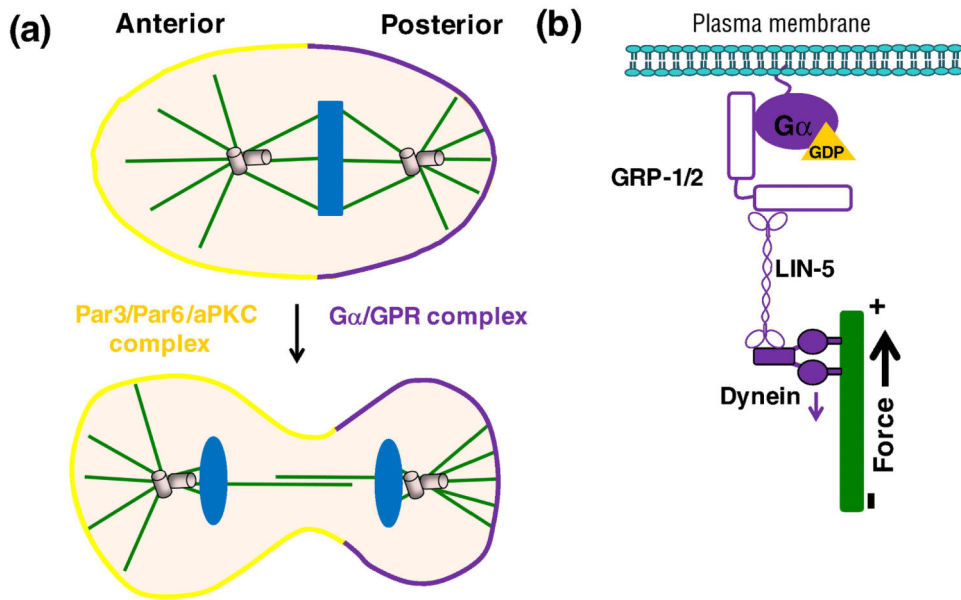 (a)
Anterior
Posterior
Par3/Par6/aPKC
complex
Gα/GPR complex
(b)
Plasma membrane
Gα
GDP
GRP-1/2
LIN-5
Dynein
+
Force
-